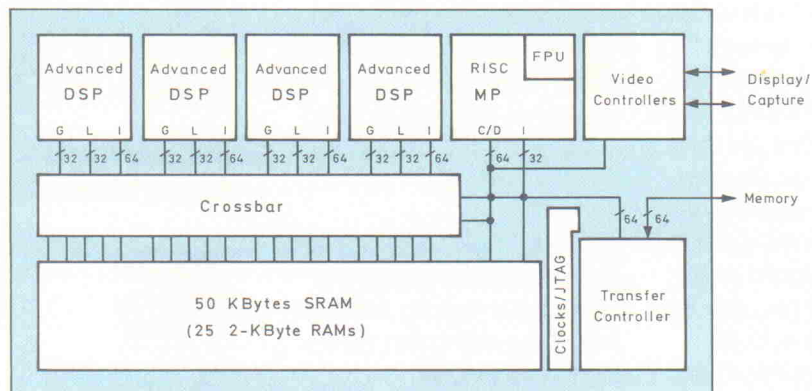 Advanced
DSP
G L I
32 32 64
Advanced
DSP
G L I
32 32 64
Advanced
DSP
G L I
32 32 64
Advanced
DSP
G L I
32 32 64
RISC
MP
FPU
C/D I
64 32
Video
Controllers
Display/
Capture
Crossbar
Memory
64 64
50 KBytes SRAM
(25 2-KByte RAMs)
Clocks/JTAG
Transfer
Controller